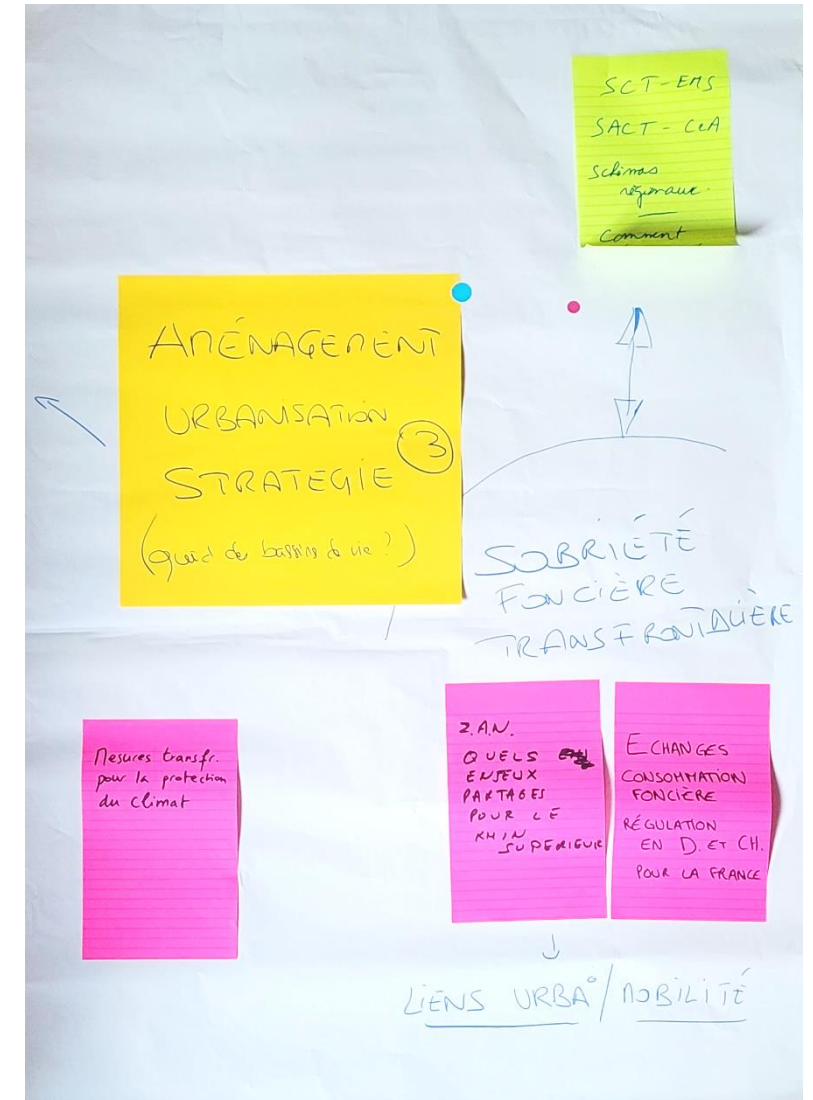 SCT-EMS
SACT-CeA
Schémas
régionaux.
Comment
AMÉNAGEMENT
URBANISATION
3
STRATEGIE
(quid de bassins de vie ?)
SOBRIÉTÉ
FONCIÈRE
TRANSFRONTALIÈRE
Mesures transfr.
pour la protection
du climat
Z.A.N.
QUELS
ENJEUX
PARTAGES
POUR LE
RHIN
SUPERIEUR
ECHANGES
CONSOMMATION
FONCIÈRE
RÉGULATION
EN D. ET CH.
POUR LA FRANCE
LIENS URBA° / MOBILITÉ